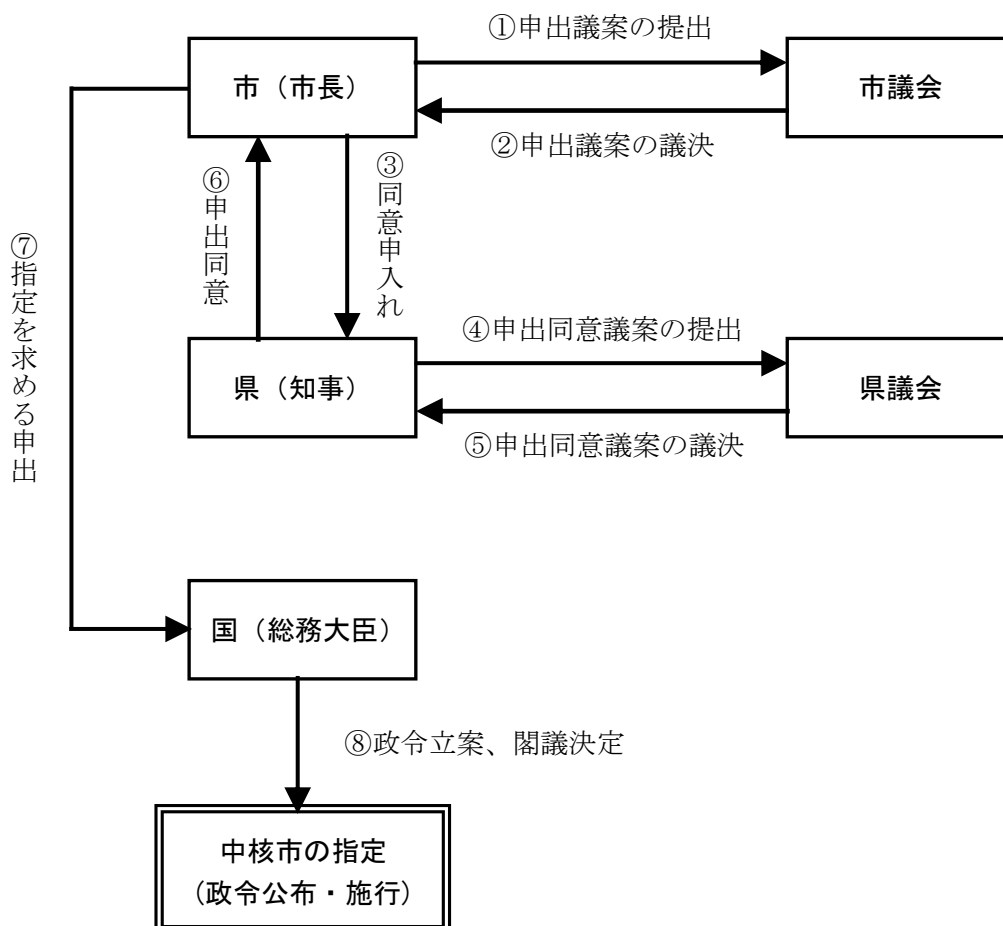 ①申出議案の提出
市（市長）
市議会
②申出議案の議決
③同意申入れ
⑥申出同意
⑦指定を求める申出
④申出同意議案の提出
県（知事）
県議会
⑤申出同意議案の議決
国（総務大臣）
⑧政令立案、閣議決定
中核市の指定
（政令公布・施行）